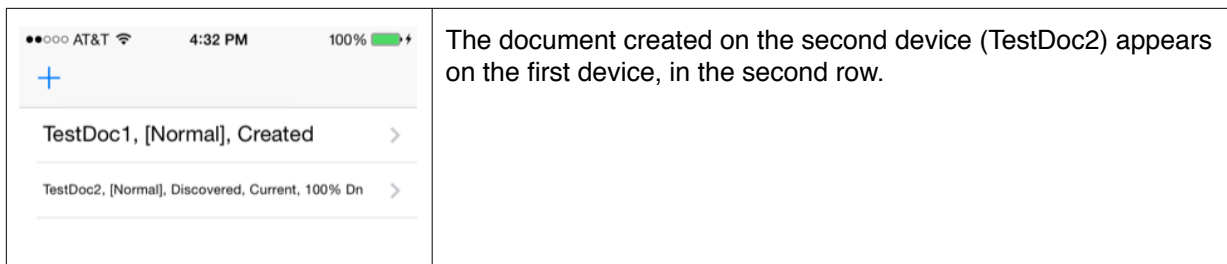 ●●○○○ AT&T 4:32 PM 100%
+
TestDoc1, [Normal], Created >
TestDoc2, [Normal], Discovered, Current, 100% Dn >
The document created on the second device (TestDoc2) appears
on the first device, in the second row.